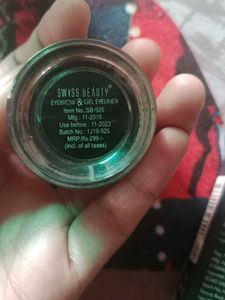 SWISS BEAUTY
EYEBROW & GEL EYELINER
Item No.: SB-925
Mfg : 11-2019
Use before : 11-2023
Batch No.: 1J19-925
MRP:Rs.299 /-
(Incl. of all taxes)